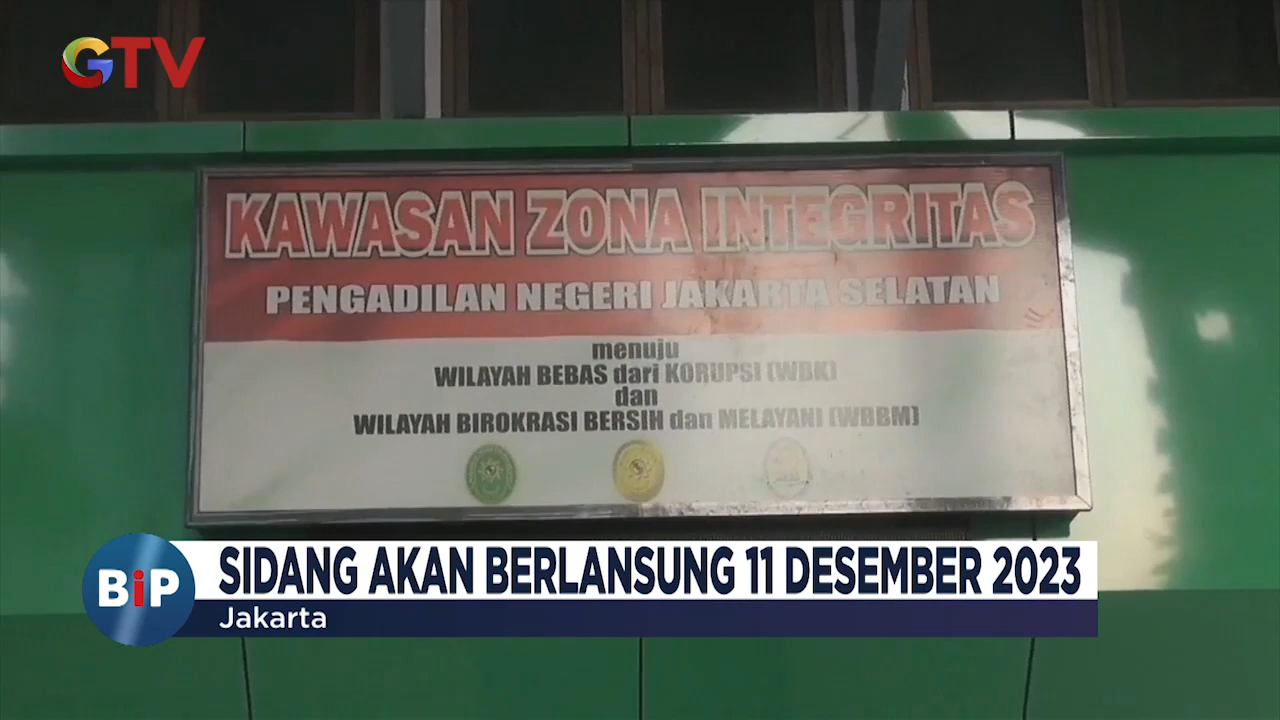 GTV
KAWASAN ZONA INTEGRITAS
PENGADILAN NEGERI JAKARTA SELATAN
menuju
WILAYAH BEBAS dari KORUPSI (WBK)
dan
WILAYAH BIROKRASI BERSIH dan MELAYANI (WBBM)
BiP
SIDANG AKAN BERLANSUNG 11 DESEMBER 2023
Jakarta